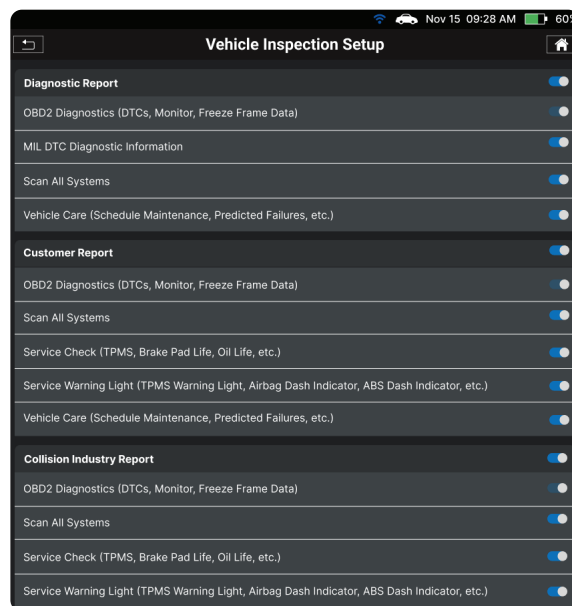 Nov 15 09:28 AM 60%
Vehicle Inspection Setup
Diagnostic Report
OBD2 Diagnostics (DTCs, Monitor, Freeze Frame Data)
MIL DTC Diagnostic Information
Scan All Systems
Vehicle Care (Schedule Maintenance, Predicted Failures, etc.)
Customer Report
OBD2 Diagnostics (DTCs, Monitor, Freeze Frame Data)
Scan All Systems
Service Check (TPMS, Brake Pad Life, Oil Life, etc.)
Service Warning Light (TPMS Warning Light, Airbag Dash Indicator, ABS Dash Indicator, etc.)
Vehicle Care (Schedule Maintenance, Predicted Failures, etc.)
Collision Industry Report
OBD2 Diagnostics (DTCs, Monitor, Freeze Frame Data)
Scan All Systems
Service Check (TPMS, Brake Pad Life, Oil Life, etc.)
Service Warning Light (TPMS Warning Light, Airbag Dash Indicator, ABS Dash Indicator, etc.)